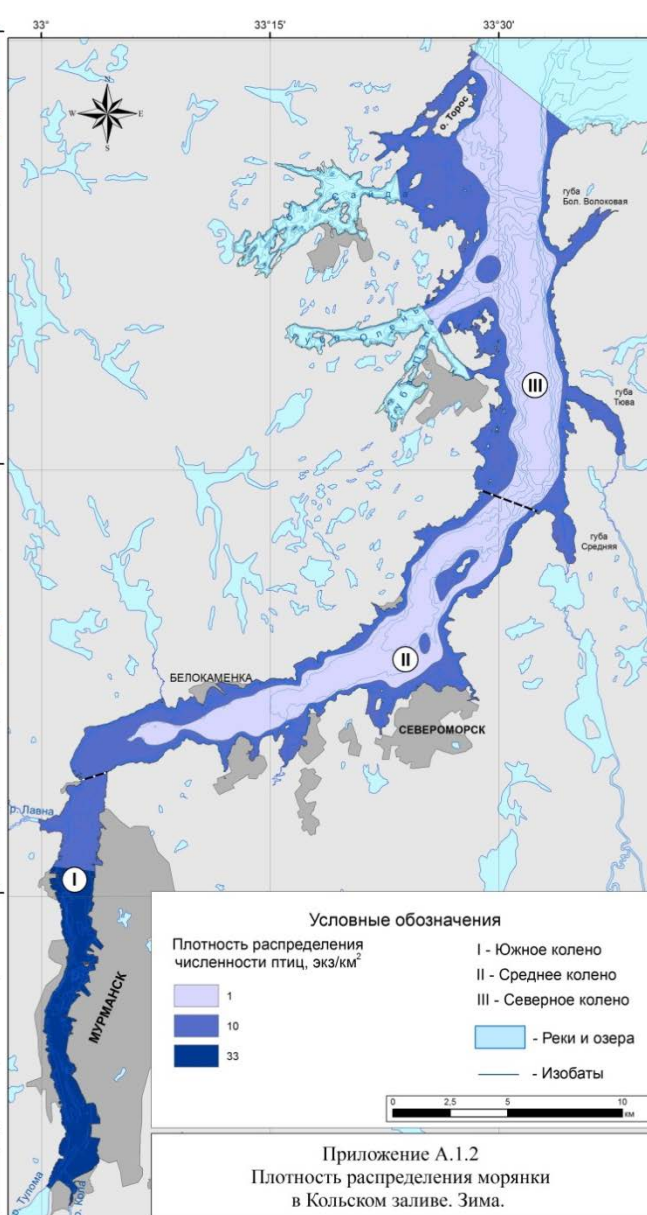 33°
33°15'
33°30'
N
W
E
S
о. Торос
губа
Бол. Волоковая
III
губа
Тюва
губа
Средняя
II
БЕЛОКАМЕНКА
СЕВЕРОМОРСК
р. Лавна
I
МУРМАНСК
р. Тулома
р. Кола
Условные обозначения
Плотность распределения
численности птиц, экз/км²
1
10
33
I - Южное колено
II - Среднее колено
III - Северное колено
- Реки и озера
- Изобаты
0 2,5 5 10
км
Приложение А.1.2
Плотность распределения морянки
в Кольском заливе. Зима.